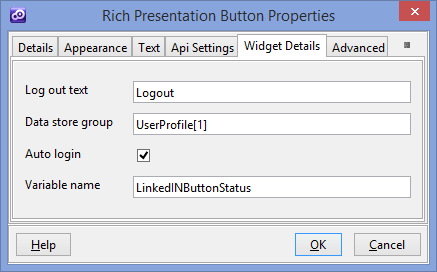 Rich Presentation Button Properties
Details Appearance Text Api Settings Widget Details Advanced
Log out text Logout
Data store group UserProfile[1]
Auto login
Variable name LinkedINButtonStatus
Help OK Cancel